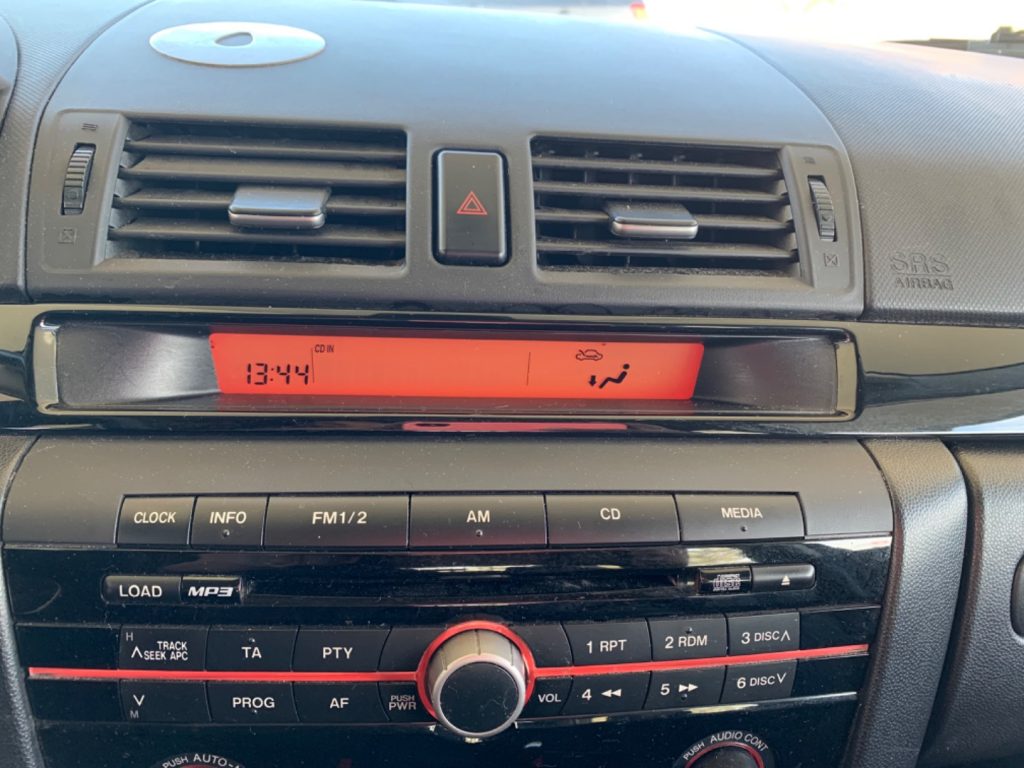 SRS
AIRBAG
CD IN
13:44
CLOCK INFO FM1/2 AM CD MEDIA
LOAD MP3
H
TRACK
SEEK APC TA PTY 1 RPT 2 RDM 3 DISC
M
PROG AF PUSH
PWR VOL 4 5 6 DISC
PUSH AUTO-A
PUSH AUDIO CONT